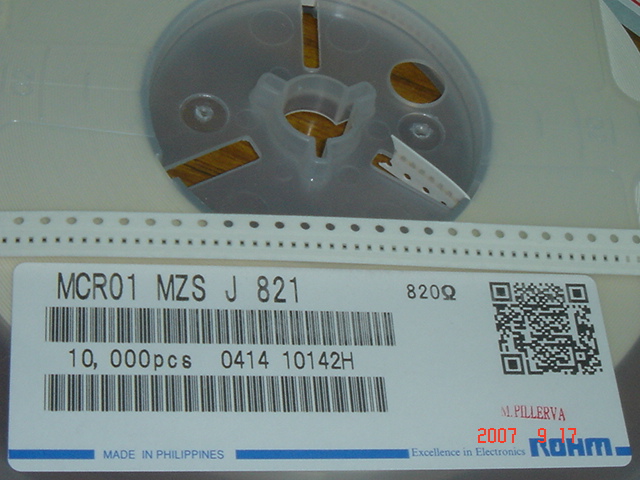 MCR01 MZS J 821 820Ω
10,000pcs 0414 10142H
M.PILLERVA
2007 9 17
MADE IN PHILIPPINES Excellence in Electronics ROHM